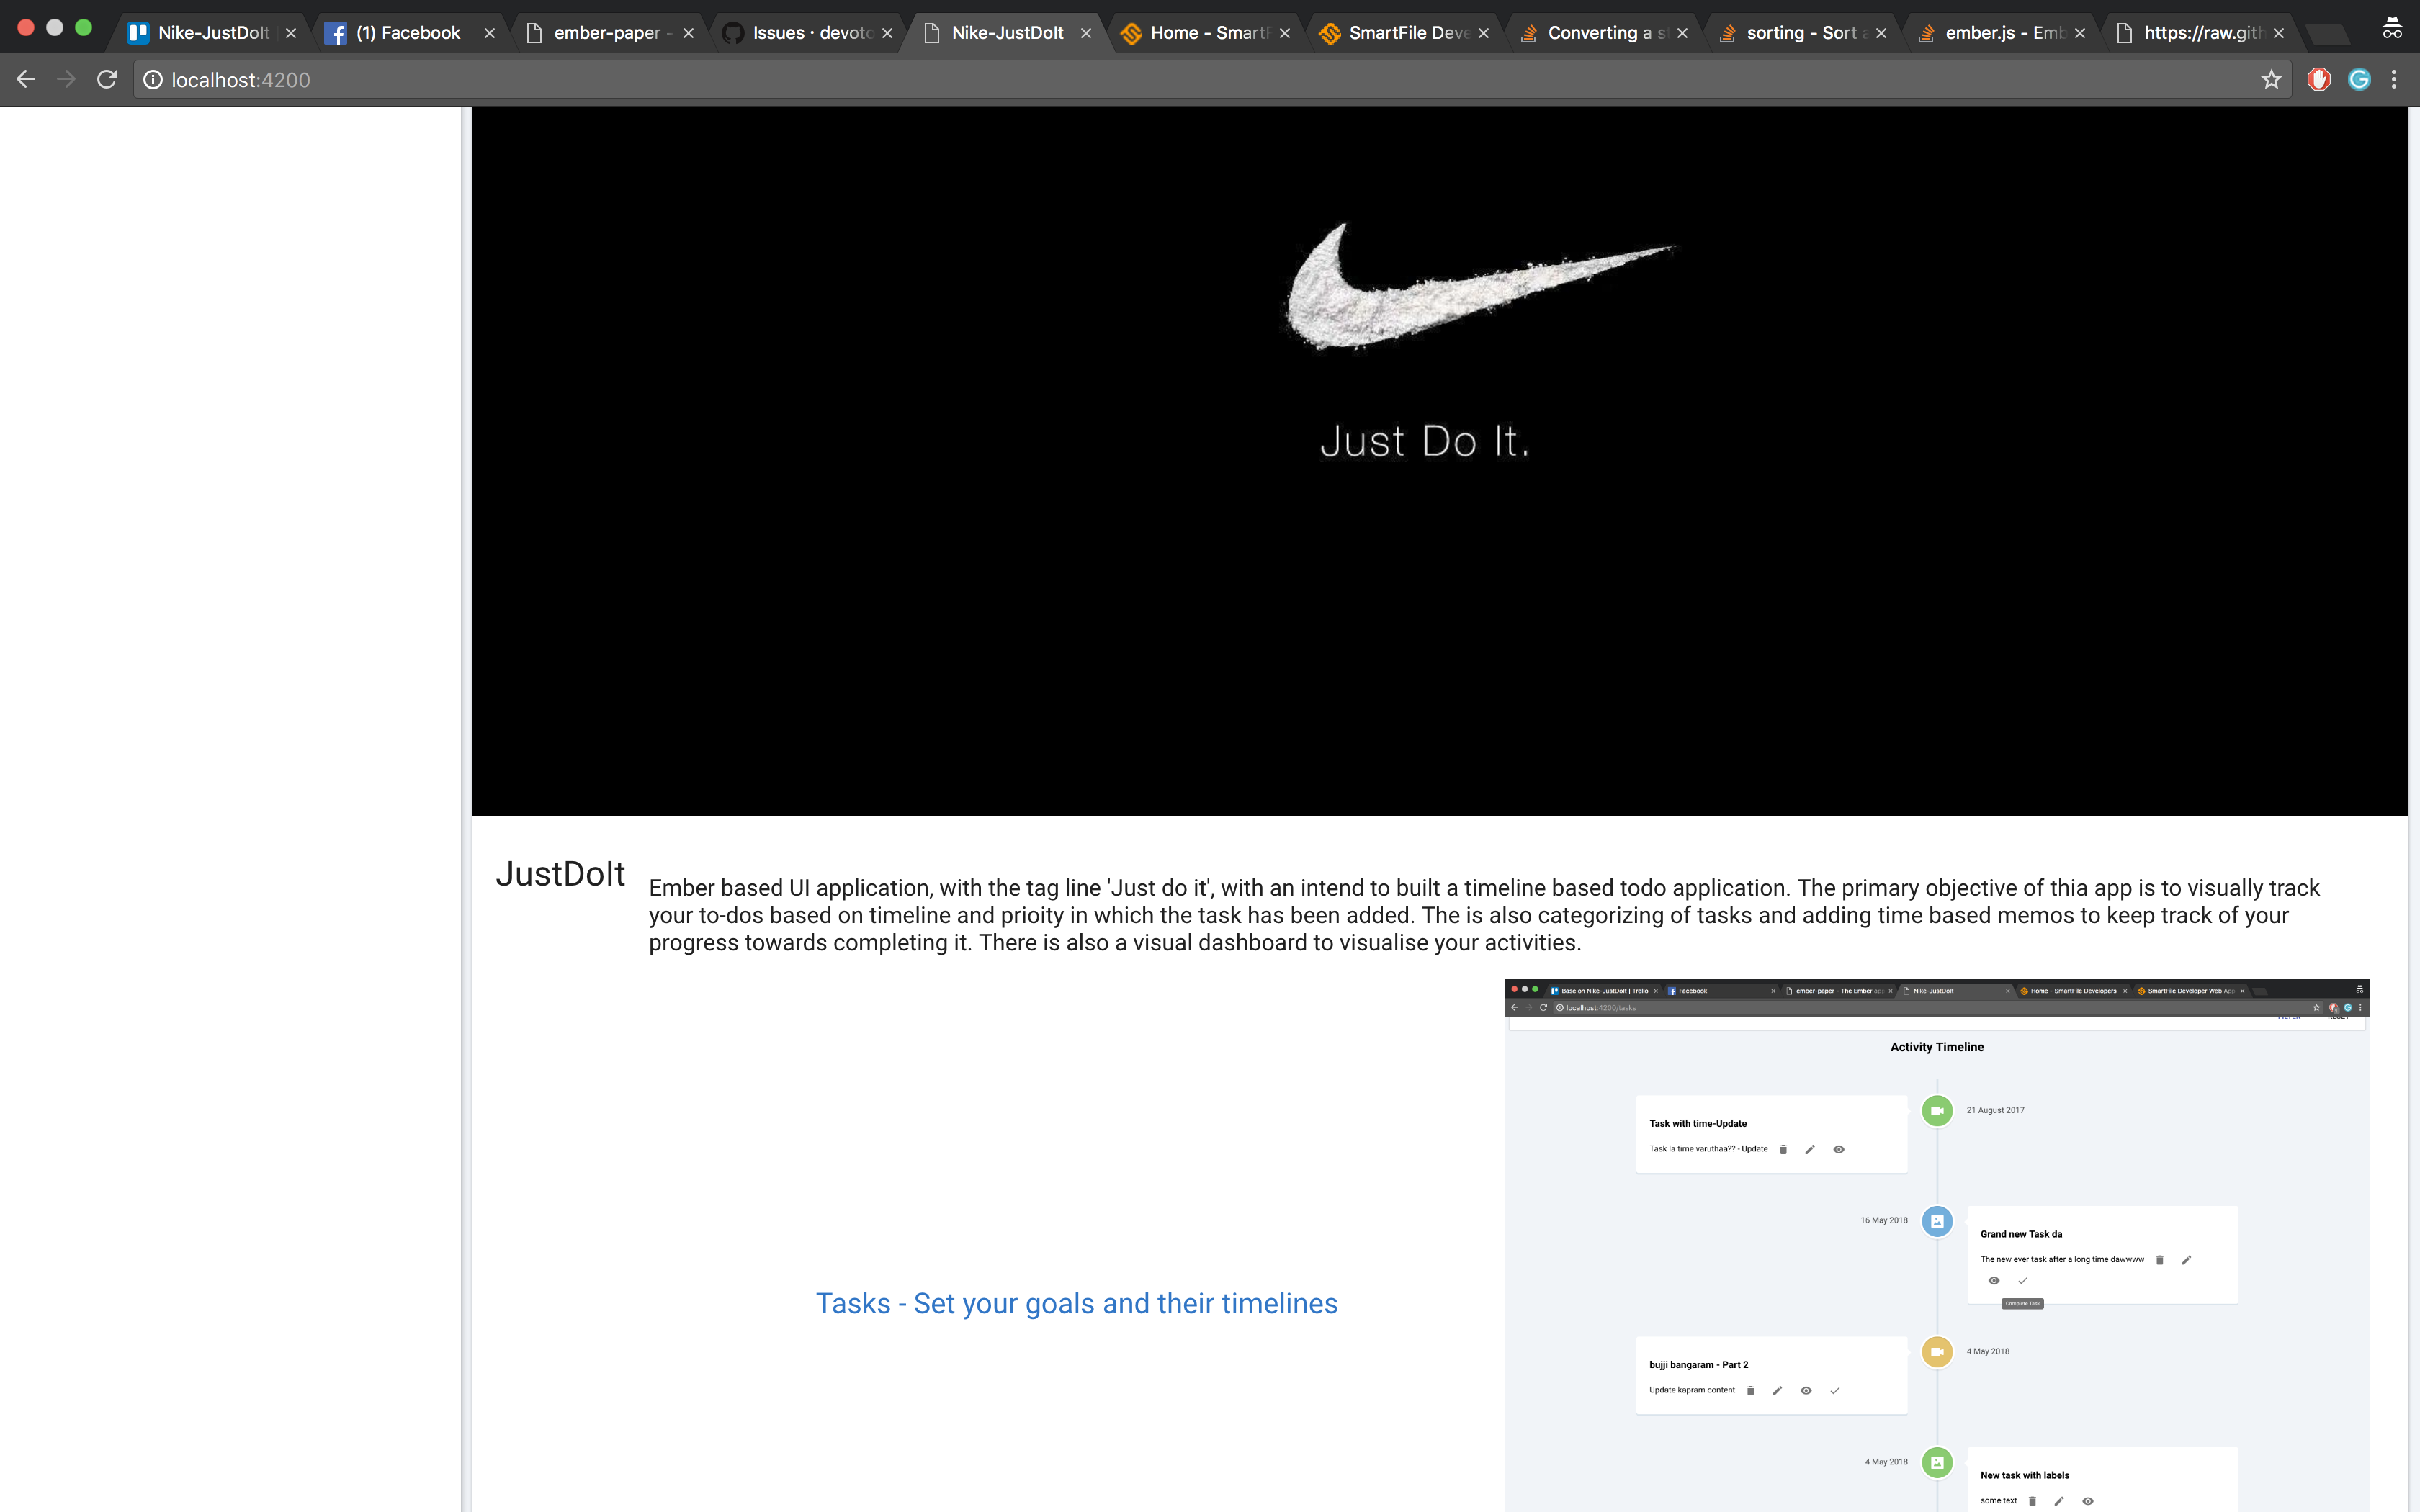 Nike-JustDoIt
(1) Facebook
ember-paper -
Issues · devoto
Nike-JustDoIt
Home - SmartF
SmartFile Deve
Converting a s
sorting - Sort a
ember.js - Emb
https://raw.gith
localhost:4200
Just Do It.
JustDoIt
Ember based UI application, with the tag line 'Just do it', with an intend to built a timeline based todo application. The primary objective of thia app is to visually track
your to-dos based on timeline and prioity in which the task has been added. The is also categorizing of tasks and adding time based memos to keep track of your
progress towards completing it. There is also a visual dashboard to visualise your activities.
Tasks - Set your goals and their timelines
Base on Nike-JustDoIt | Trello
Facebook
ember-paper - The Ember app
Nike-JustDoIt
Home - SmartFile Developers
SmartFile Developer Web App
localhost:4200/tasks
Activity Timeline
Task with time-Update
21 August 2017
Task la time varuthaa?? - Update
16 May 2018
Grand new Task da
The new ever task after a long time dawwww
Complete Task
bujji bangaram - Part 2
4 May 2018
Update kapram content
4 May 2018
New task with labels
some text